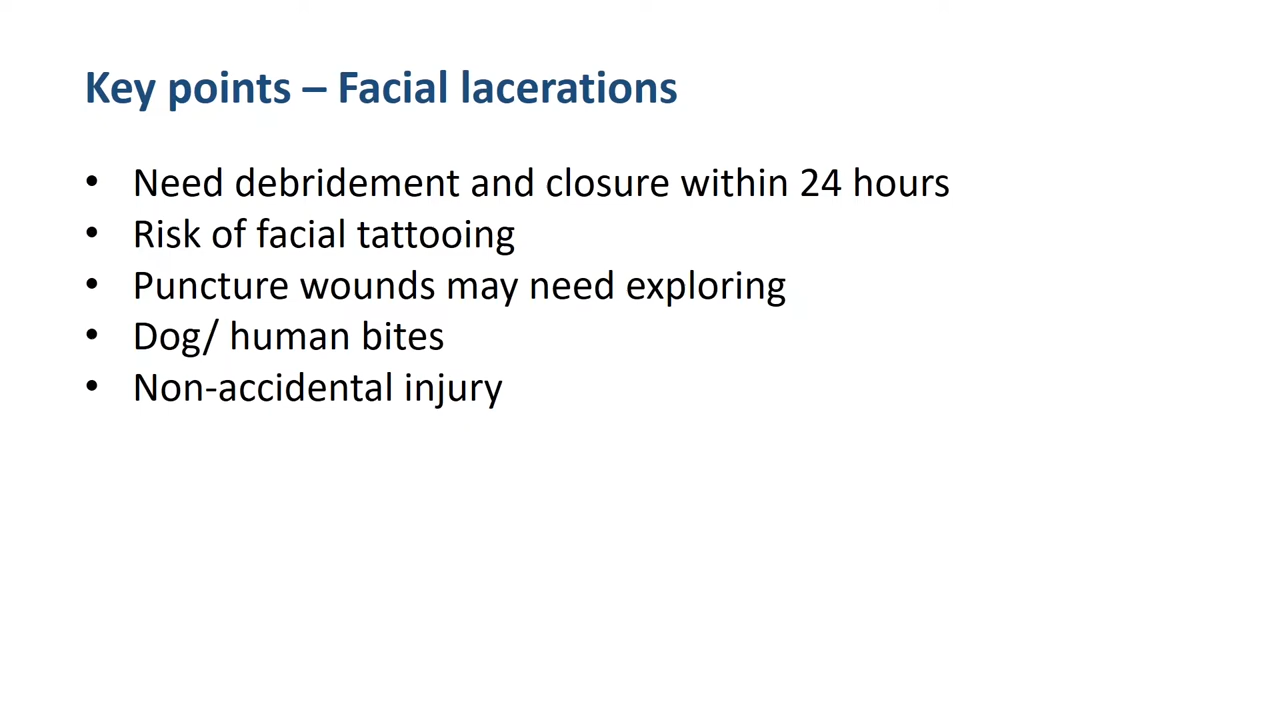 Key points – Facial lacerations
• Need debridement and closure within 24 hours
• Risk of facial tattooing
• Puncture wounds may need exploring
• Dog/ human bites
• Non-accidental injury